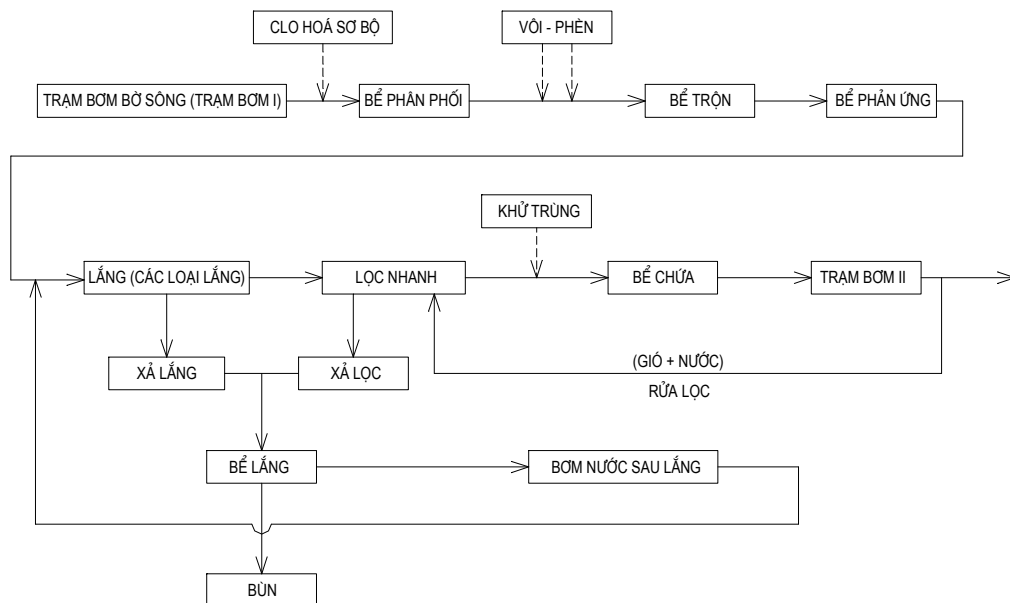 CLO HOÁ SƠ BỘ
VÔI - PHÈN
TRẠM BƠM BỜ SÔNG (TRẠM BƠM I)
BỂ PHÂN PHỐI
BỂ TRỘN
BỂ PHẢN ỨNG
KHỬ TRÙNG
LẮNG (CÁC LOẠI LẮNG)
LỌC NHANH
BỂ CHỨA
TRẠM BƠM II
XẢ LẮNG
XẢ LỌC
(GIÓ + NƯỚC)
RỬA LỌC
BỂ LẮNG
BƠM NƯỚC SAU LẮNG
BÙN